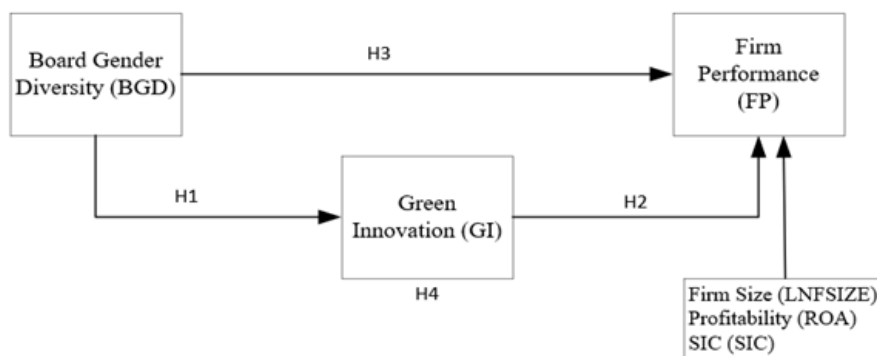 Board Gender
Diversity (BGD)
H3
Firm
Performance
(FP)
H1
Green
Innovation (GI)
H2
H4
Firm Size (LNFSIZE)
Profitability (ROA)
SIC (SIC)